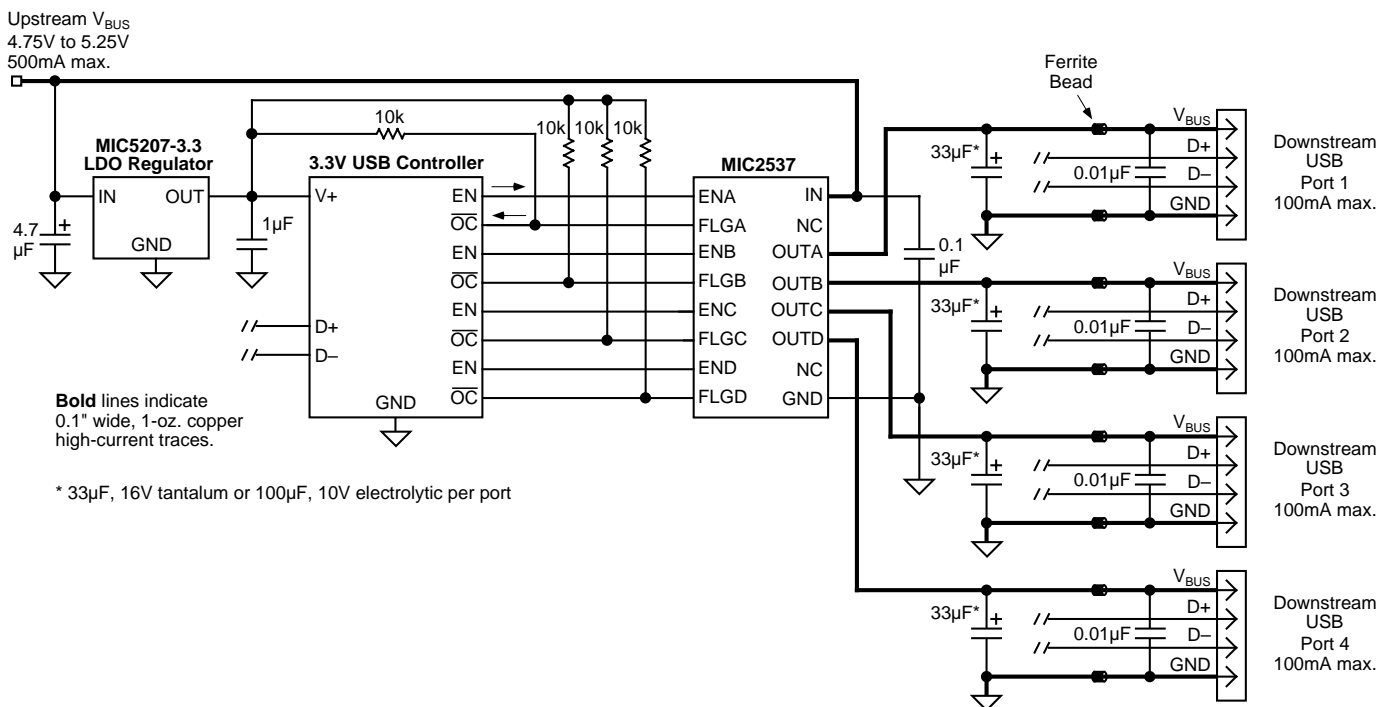 Upstream VBUS
4.75V to 5.25V
500mA max.
MIC5207-3.3
LDO Regulator
IN
OUT
GND
4.7
µF
1µF
10k
10k
10k
10k
3.3V USB Controller
V+
D+
D–
GND
EN
OC
EN
OC
EN
OC
EN
OC
MIC2537
ENA
FLGA
ENB
FLGB
ENC
FLGC
END
FLGD
IN
NC
OUTA
OUTB
OUTC
OUTD
NC
GND
0.1
µF
Ferrite
Bead
33µF*
0.01µF
VBUS
D+
D–
GND
Downstream
USB
Port 1
100mA max.
33µF*
0.01µF
VBUS
D+
D–
GND
Downstream
USB
Port 2
100mA max.
33µF*
0.01µF
VBUS
D+
D–
GND
Downstream
USB
Port 3
100mA max.
33µF*
0.01µF
VBUS
D+
D–
GND
Downstream
USB
Port 4
100mA max.
Bold lines indicate
0.1" wide, 1-oz. copper
high-current traces.
* 33µF, 16V tantalum or 100µF, 10V electrolytic per port